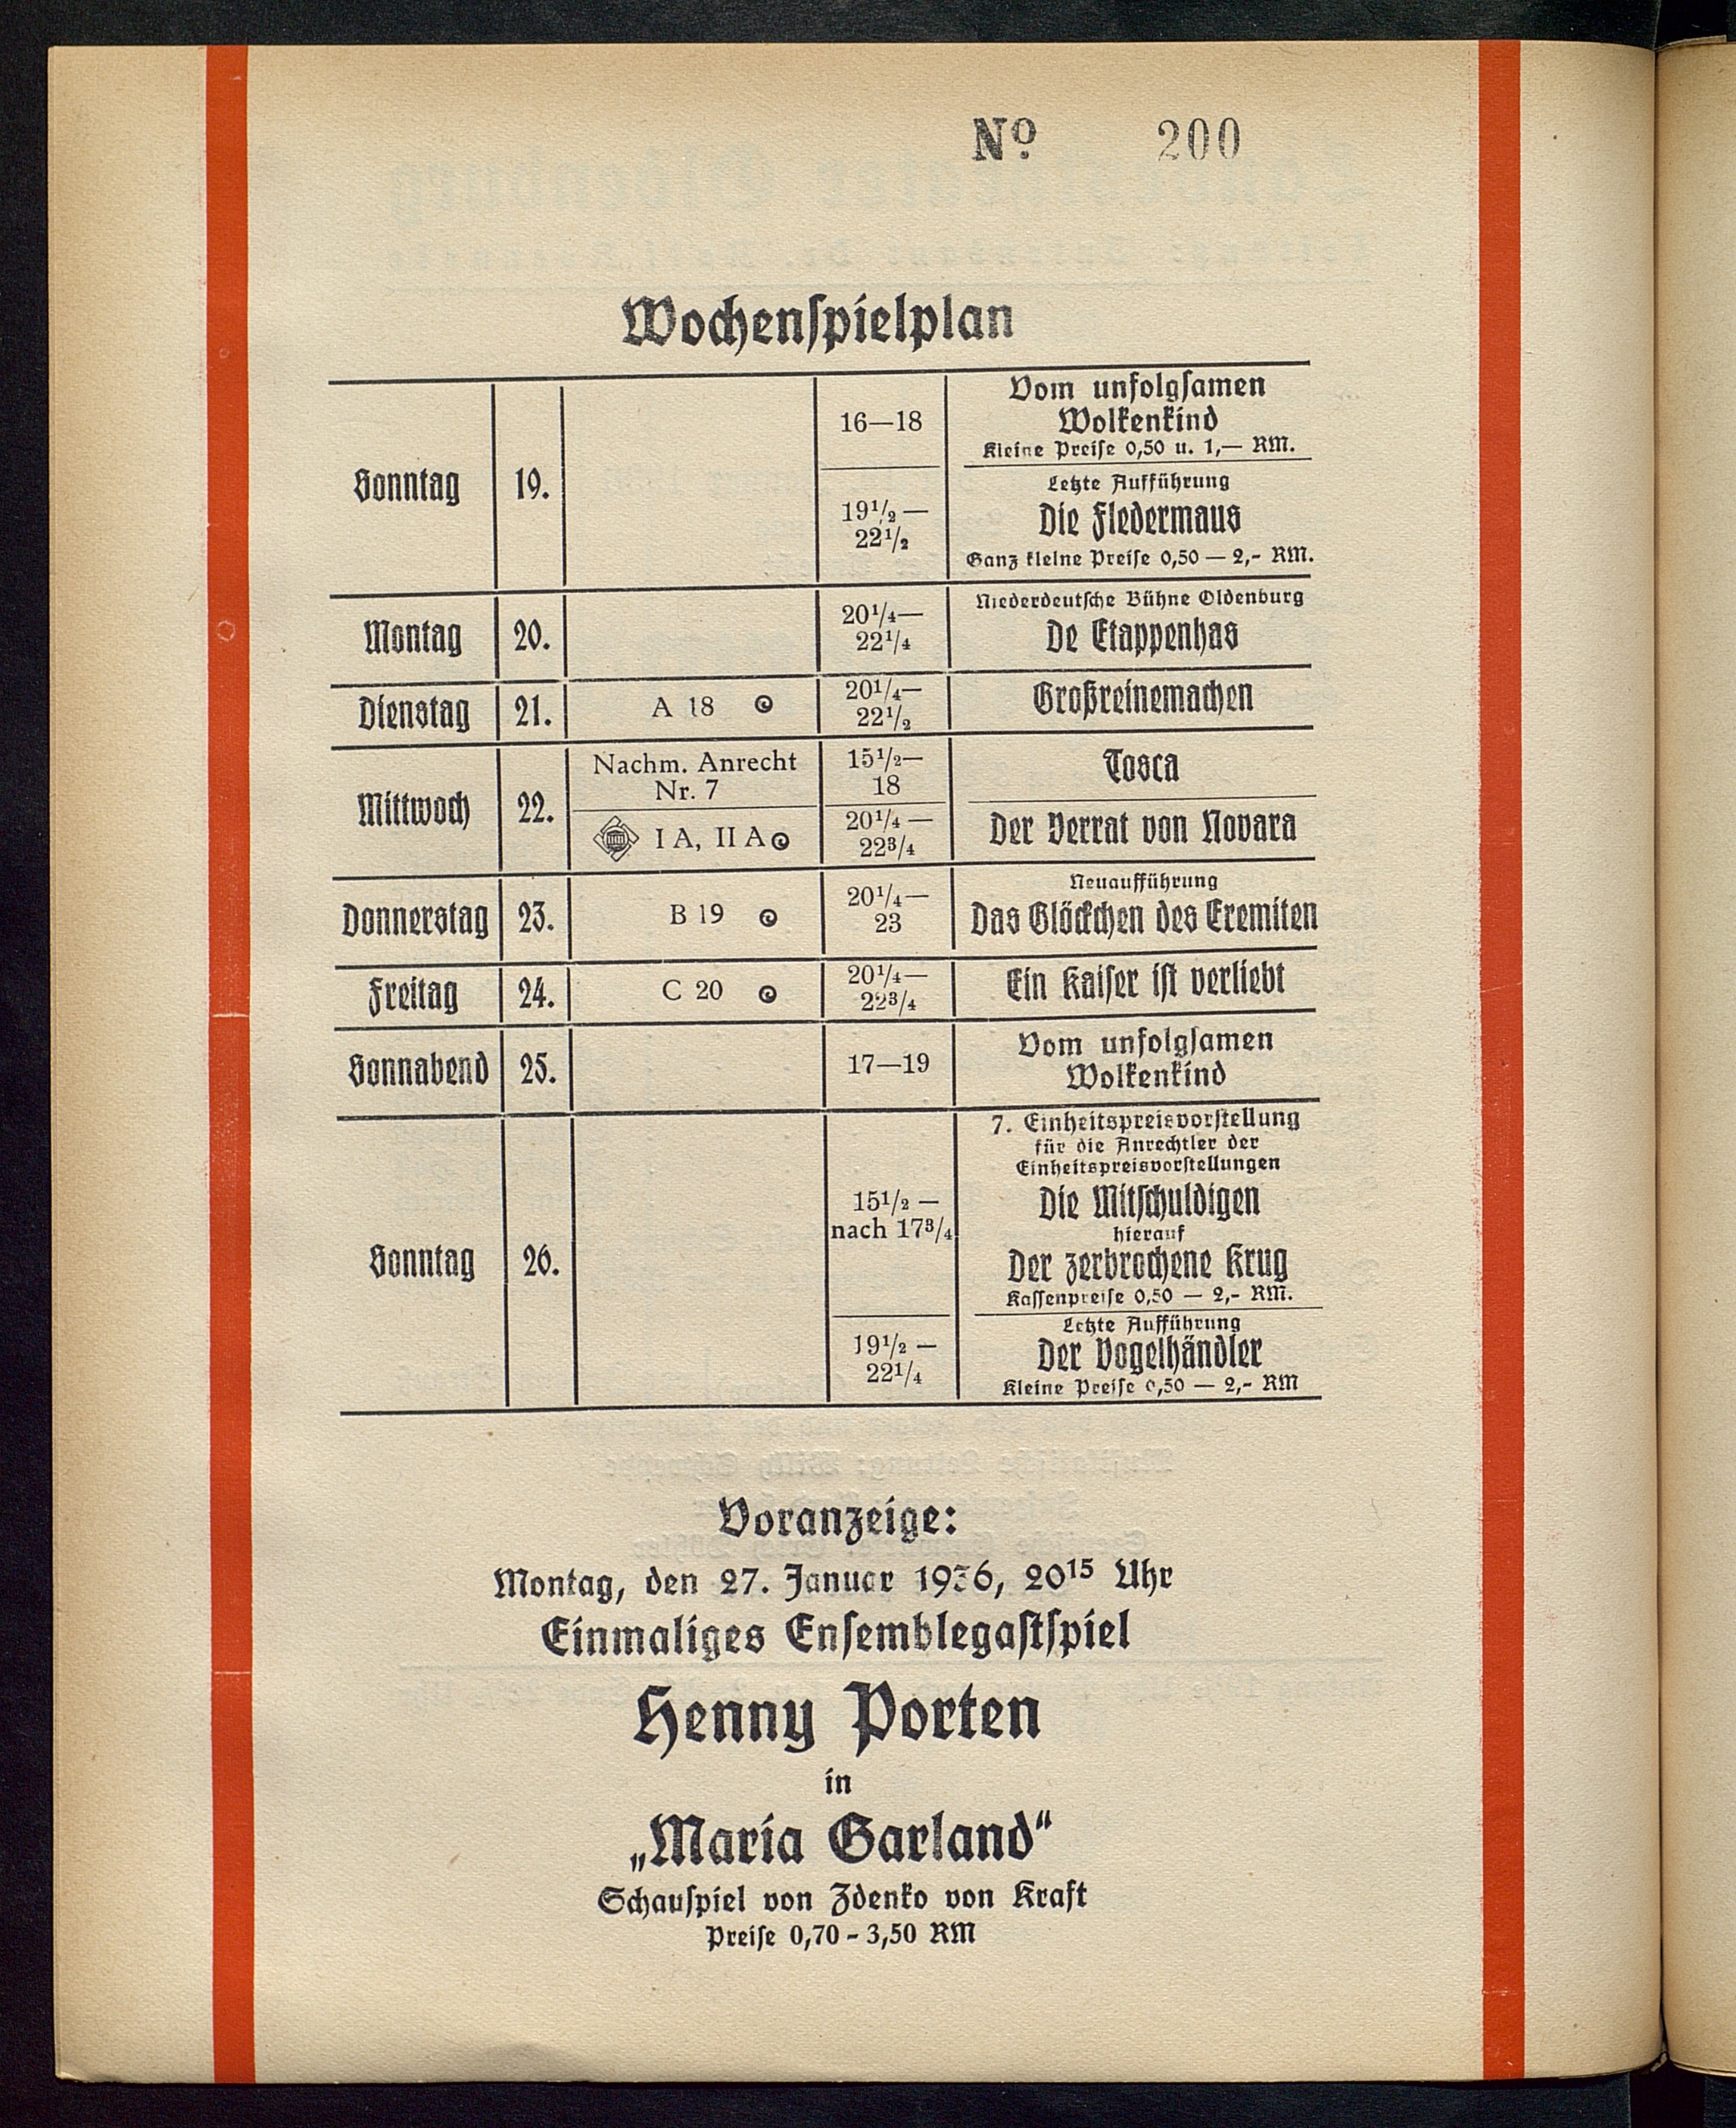 No. 200
Wochenspielplan
Sonntag 19.
16—18
Vom unfolgsamen
Wolkenkind
Kleine Preise 0,50 u. 1,— RM.
19½—
22½
Letzte Aufführung
Die Fledermaus
Ganz kleine Preise 0,50 — 2,- RM.
Montag 20.
20¼—
22¼
Niederdeutsche Bühne Oldenburg
De Etappenhas
Dienstag 21.
A 18
20¼—
22½
Großreinemachen
Mittwoch 22.
Nachm. Anrecht
Nr. 7
15½—
18
Tosca
I A, II A
20¼—
22¾
Der Verrat von Novara
Donnerstag 23.
B 19
20¼—
23
Neuaufführung
Das Glöckchen des Eremiten
Freitag 24.
C 20
20¼—
22¾
Ein Kaiser ist verliebt
Sonnabend 25.
17—19
Vom unfolgsamen
Wolkenkind
Sonntag 26.
15½ —
nach 17¾
7. Einheitspreisvorstellung
für die Anrechtler der
Einheitspreisvorstellungen
Die Mitschuldigen
hierauf
Der zerbrochene Krug
Kassenpreise 0,50 — 2,- RM.
19½ —
22¼
Letzte Aufführung
Der Vogelhändler
Kleine Preise 0,50 — 2,- RM
Voranzeige:
Montag, den 27. Januar 1936, 20¹⁵ Uhr
Einmaliges Ensemblegastspiel
Henny Porten
in
„Maria Garland“
Schauspiel von Zdenko von Kraft
Preise 0,70 - 3,50 RM